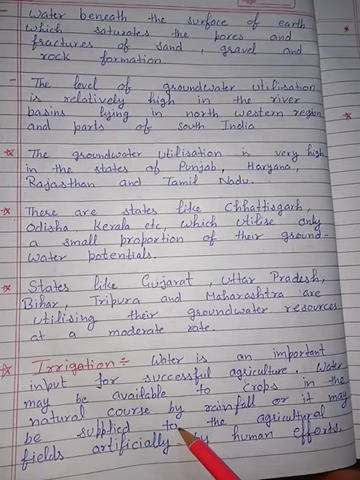 - Water beneath the surface of earth
which saturates the pores and
fractures of sand, gravel and
rock formation.
- The level of groundwater utilisation
is relatively high in the river
basins lying in north western region
and parts of South India
* The groundwater utilisation is very high
in the states of Punjab, Haryana,
Rajasthan and Tamil Nadu.
* There are states like Chhattisgarh,
Odisha, Kerala etc, which utilise only
a small proportion of their ground-
water potentials.
* States like Gujarat, Uttar Pradesh,
Bihar, Tripura and Maharashtra are
utilising their groundwater resources
at a moderate rate.
* Irrigation ÷ Water is an important
input for successful agriculture. Water
may be available to crops in the
natural course by rainfall or it may
be supplied to the agricultural
fields artificially by human efforts.